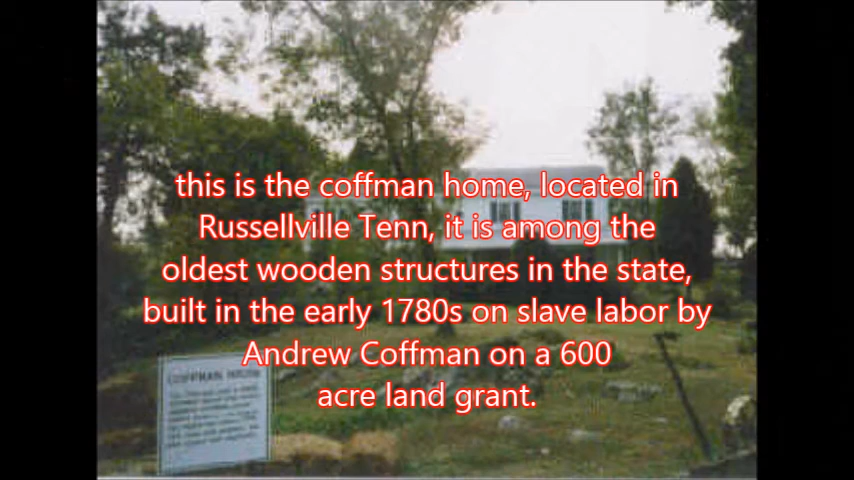 this is the coffman home, located in
Russellville Tenn, it is among the
oldest wooden structures in the state,
built in the early 1780s on slave labor by
Andrew Coffman on a 600
acre land grant.
COFFMAN HOUSE